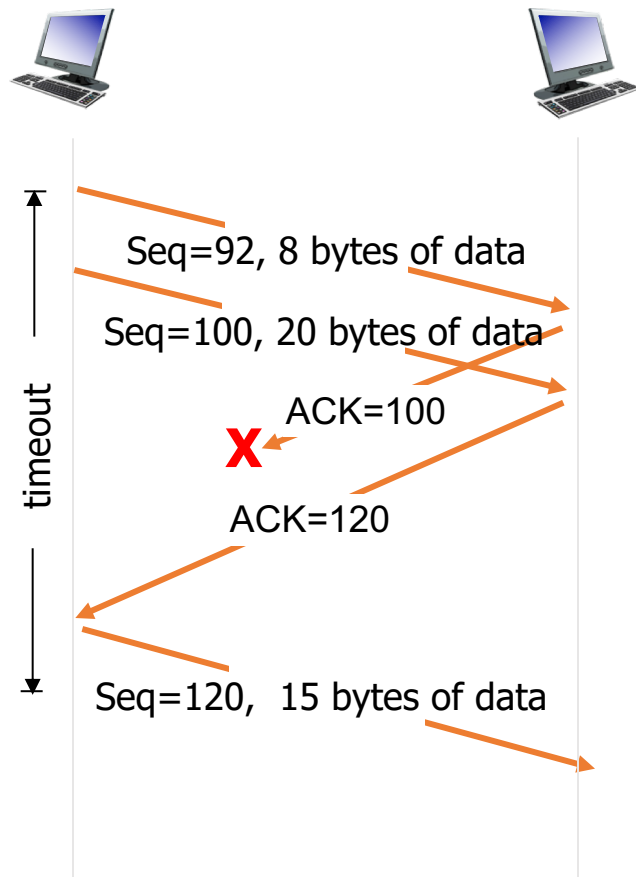 Seq=92, 8 bytes of data
Seq=100, 20 bytes of data
ACK=100
X
timeout
ACK=120
Seq=120, 15 bytes of data